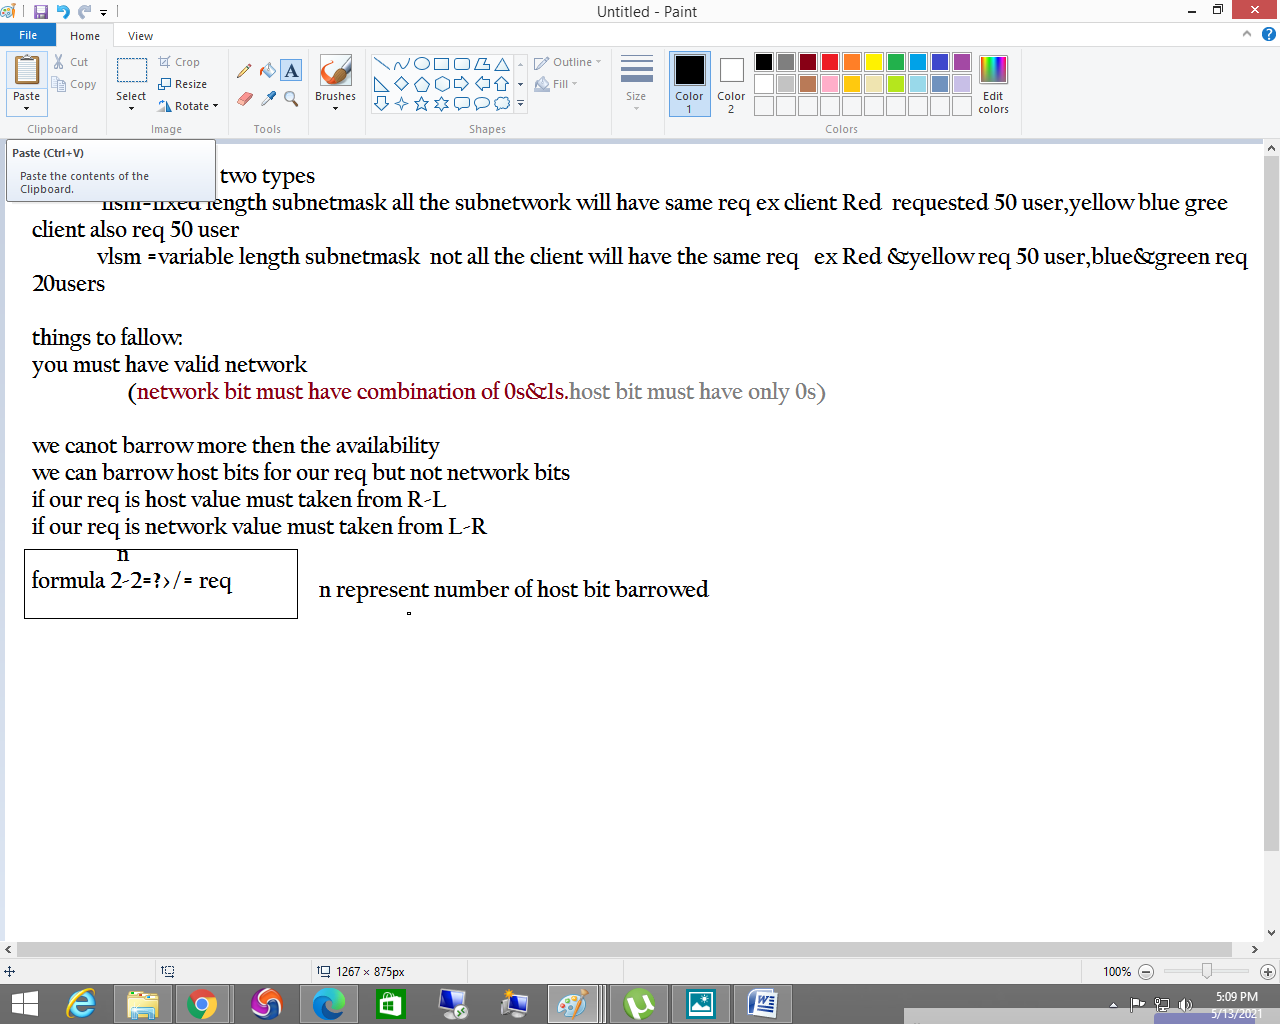 Untitled - Paint
File
Home
View
Paste
Cut
Copy
Clipboard
Select
Crop
Resize
Rotate
Image
A
Tools
Brushes
Shapes
Outline
Fill
Size
Color 1
Color 2
Edit colors
Colors
Paste (Ctrl+V)
Paste the contents of the
Clipboard.
two types
length subnetmask all the subnetwork will have same req ex client Red requested 50 user,yellow blue gree
client also req 50 user
vlsm =variable length subnetmask not all the client will have the same req ex Red &yellow req 50 user,blue&green req
20users
things to fallow:
you must have valid network
(network bit must have combination of 0s&1s.host bit must have only 0s)
we canot barrow more then the availability
we can barrow host bits for our req but not network bits
if our req is host value must taken from R-L
if our req is network value must taken from L-R
n
formula 2-2=?>/= req
n represent number of host bit barrowed
1267 × 875px
100%
5:09 PM
5/13/2021